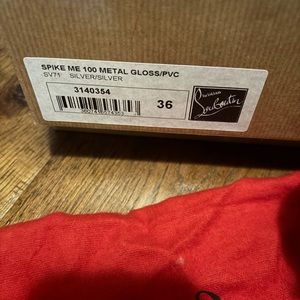 SPIKE ME 100 METAL GLOSS/PVC
SV71 SILVER/SILVER
3140354
36
Christian
Louboutin